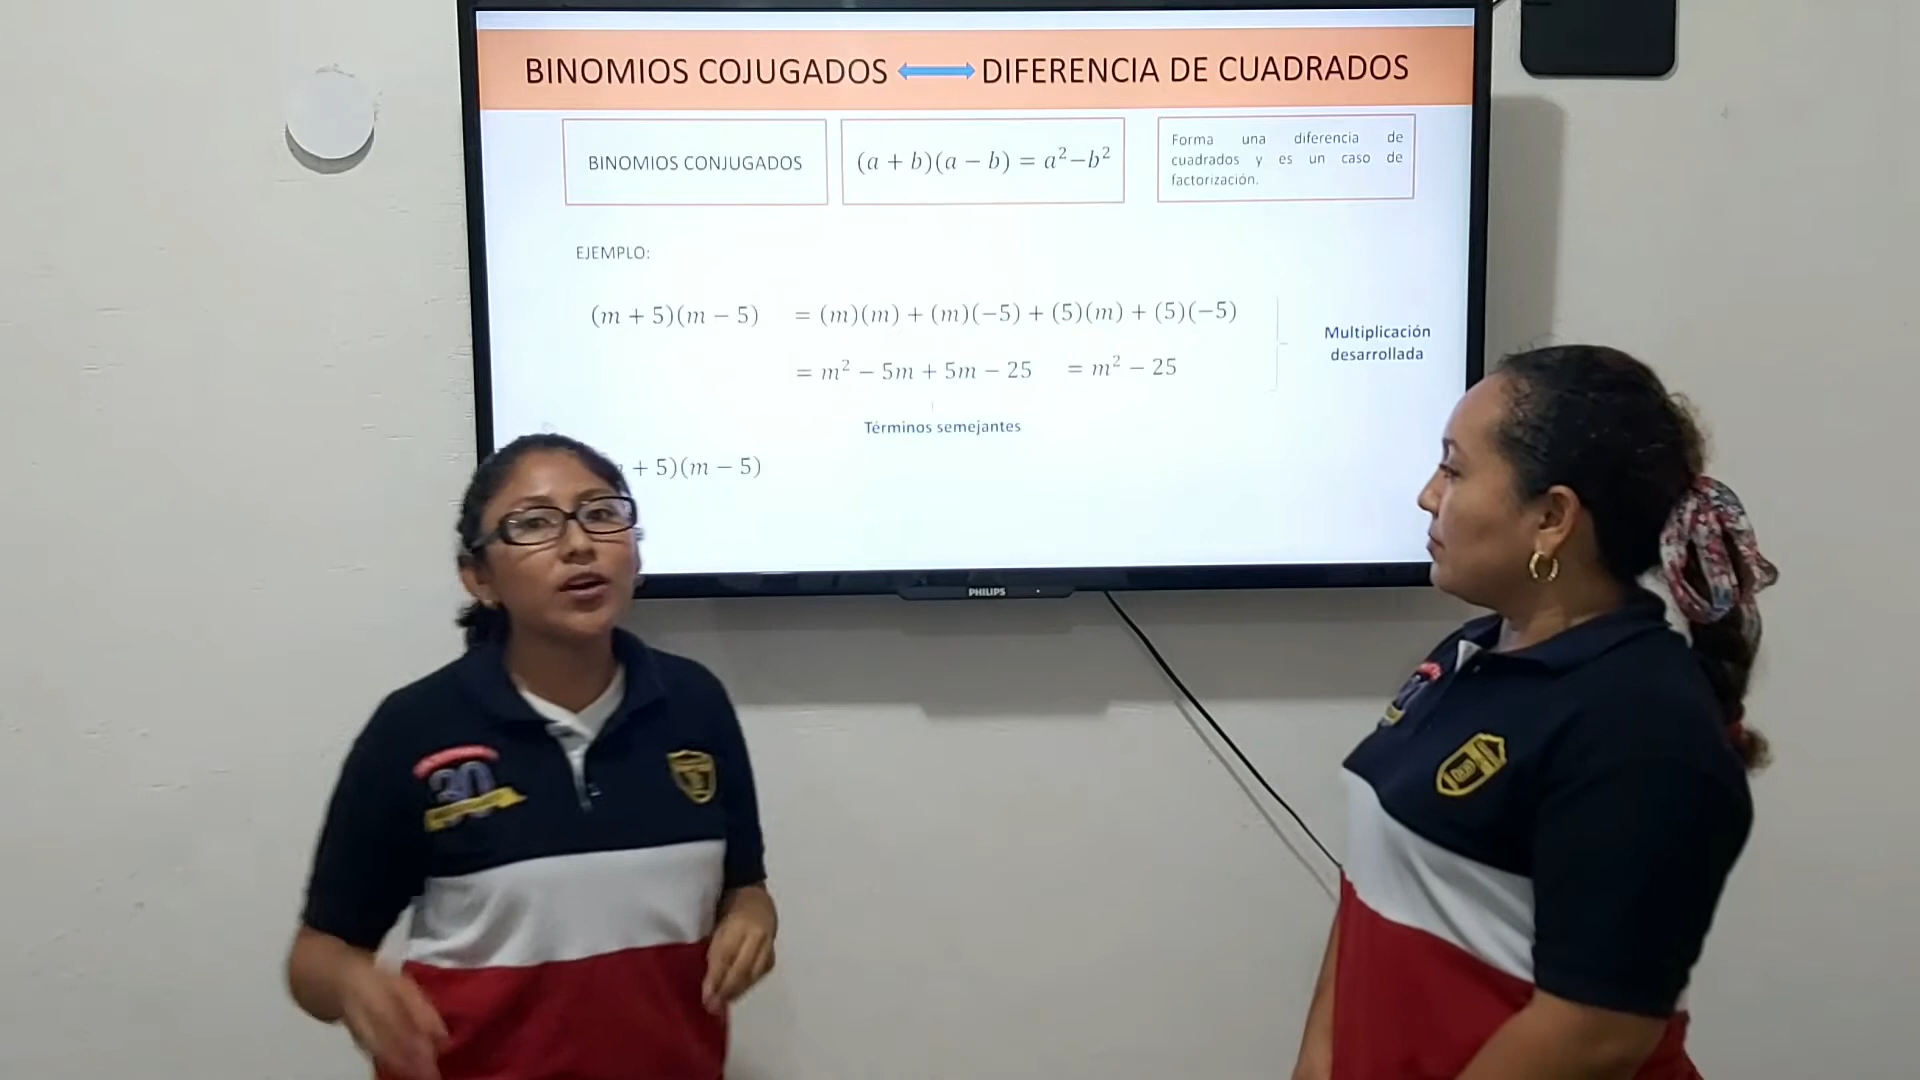 BINOMIOS COJUGADOS DIFERENCIA DE CUADRADOS
BINOMIOS CONJUGADOS
(a + b)(a − b) = a²−b²
Forma una diferencia de
cuadrados y es un caso de
factorización.
EJEMPLO:
(m + 5)(m − 5) = (m)(m) + (m)(−5) + (5)(m) + (5)(−5)
= m² − 5m + 5m − 25 = m² − 25
Multiplicación
desarrollada
Términos semejantes
+ 5)(m − 5)
PHILIPS
30